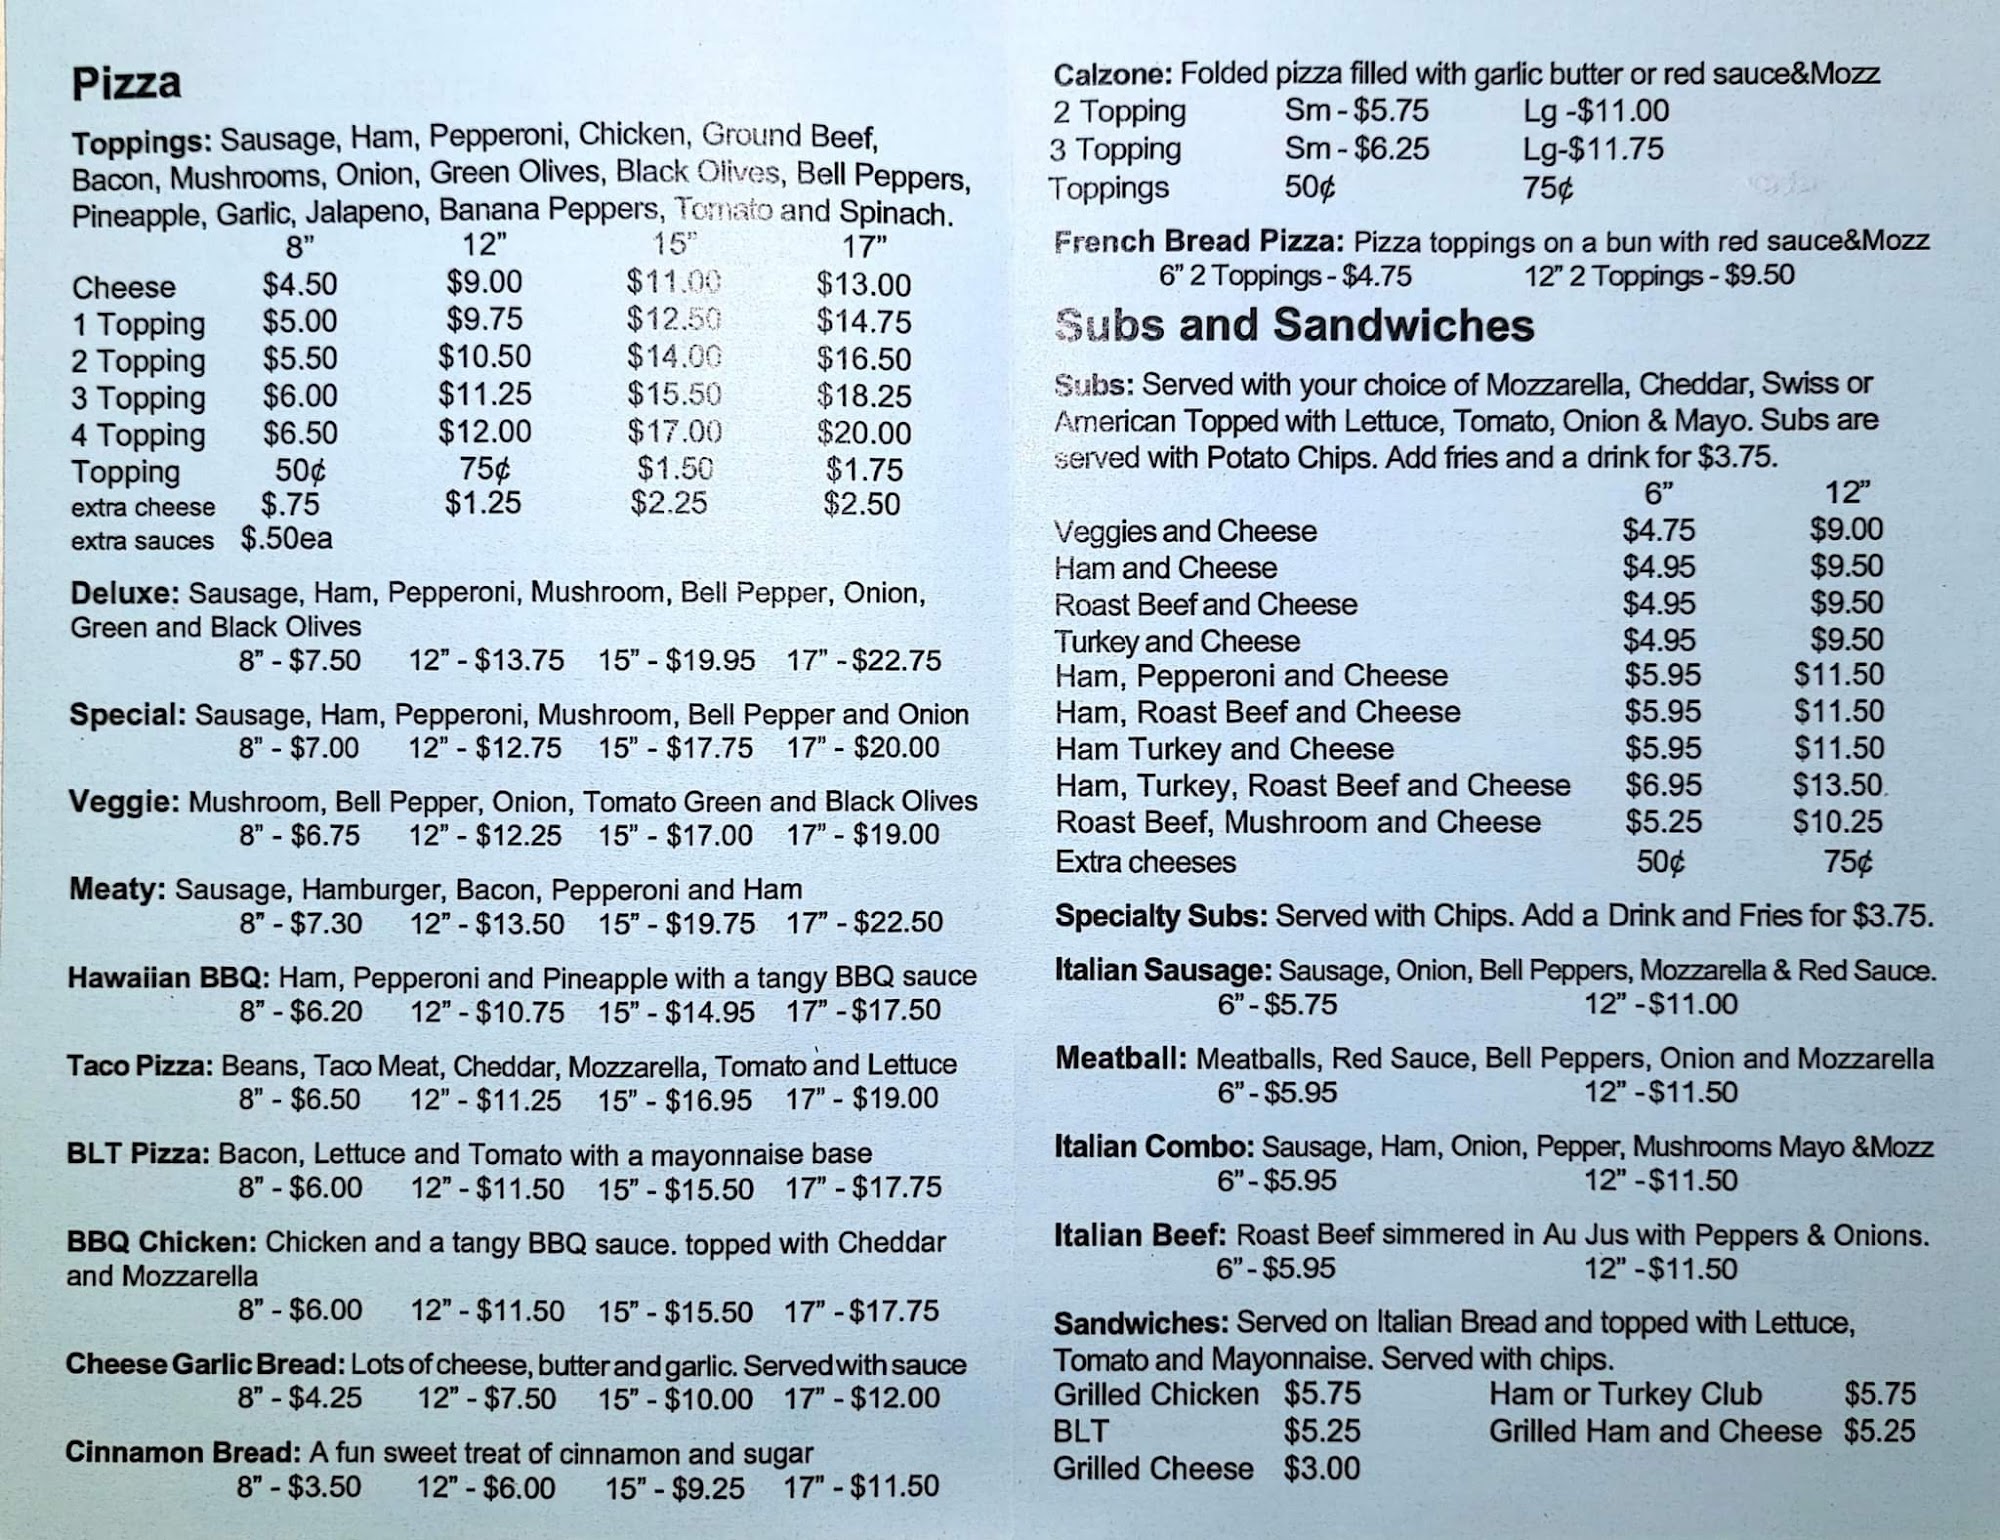 Pizza
Toppings: Sausage, Ham, Pepperoni, Chicken, Ground Beef,
Bacon, Mushrooms, Onion, Green Olives, Black Olives, Bell Peppers,
Pineapple, Garlic, Jalapeno, Banana Peppers, Tomato and Spinach.
8” 12” 15” 17”
Cheese $4.50 $9.00 $11.00 $13.00
1 Topping $5.00 $9.75 $12.50 $14.75
2 Topping $5.50 $10.50 $14.00 $16.50
3 Topping $6.00 $11.25 $15.50 $18.25
4 Topping $6.50 $12.00 $17.00 $20.00
Topping 50¢ 75¢ $1.50 $1.75
extra cheese $.75 $1.25 $2.25 $2.50
extra sauces $.50ea
Deluxe: Sausage, Ham, Pepperoni, Mushroom, Bell Pepper, Onion,
Green and Black Olives
8” - $7.50 12” - $13.75 15” - $19.95 17” - $22.75
Special: Sausage, Ham, Pepperoni, Mushroom, Bell Pepper and Onion
8” - $7.00 12” - $12.75 15” - $17.75 17” - $20.00
Veggie: Mushroom, Bell Pepper, Onion, Tomato Green and Black Olives
8” - $6.75 12” - $12.25 15” - $17.00 17” - $19.00
Meaty: Sausage, Hamburger, Bacon, Pepperoni and Ham
8” - $7.30 12” - $13.50 15” - $19.75 17” - $22.50
Hawaiian BBQ: Ham, Pepperoni and Pineapple with a tangy BBQ sauce
8” - $6.20 12” - $10.75 15” - $14.95 17” - $17.50
Taco Pizza: Beans, Taco Meat, Cheddar, Mozzarella, Tomato and Lettuce
8” - $6.50 12” - $11.25 15” - $16.95 17” - $19.00
BLT Pizza: Bacon, Lettuce and Tomato with a mayonnaise base
8” - $6.00 12” - $11.50 15” - $15.50 17” - $17.75
BBQ Chicken: Chicken and a tangy BBQ sauce. topped with Cheddar
and Mozzarella
8” - $6.00 12” - $11.50 15” - $15.50 17” - $17.75
Cheese Garlic Bread: Lots of cheese, butter and garlic. Served with sauce
8” - $4.25 12” - $7.50 15” - $10.00 17” - $12.00
Cinnamon Bread: A fun sweet treat of cinnamon and sugar
8” - $3.50 12” - $6.00 15” - $9.25 17” - $11.50
Calzone: Folded pizza filled with garlic butter or red sauce&Mozz
2 Topping Sm - $5.75 Lg -$11.00
3 Topping Sm - $6.25 Lg-$11.75
Toppings 50¢ 75¢
French Bread Pizza: Pizza toppings on a bun with red sauce&Mozz
6” 2 Toppings - $4.75 12” 2 Toppings - $9.50
Subs and Sandwiches
Subs: Served with your choice of Mozzarella, Cheddar, Swiss or
American Topped with Lettuce, Tomato, Onion & Mayo. Subs are
served with Potato Chips. Add fries and a drink for $3.75.
6” 12”
Veggies and Cheese $4.75 $9.00
Ham and Cheese $4.95 $9.50
Roast Beef and Cheese $4.95 $9.50
Turkey and Cheese $4.95 $9.50
Ham, Pepperoni and Cheese $5.95 $11.50
Ham, Roast Beef and Cheese $5.95 $11.50
Ham Turkey and Cheese $5.95 $11.50
Ham, Turkey, Roast Beef and Cheese $6.95 $13.50.
Roast Beef, Mushroom and Cheese $5.25 $10.25
Extra cheeses 50¢ 75¢
Specialty Subs: Served with Chips. Add a Drink and Fries for $3.75.
Italian Sausage: Sausage, Onion, Bell Peppers, Mozzarella & Red Sauce.
6” - $5.75 12” -$11.00
Meatball: Meatballs, Red Sauce, Bell Peppers, Onion and Mozzarella
6” - $5.95 12” -$11.50
Italian Combo: Sausage, Ham, Onion, Pepper, Mushrooms Mayo &Mozz
6” - $5.95 12” -$11.50
Italian Beef: Roast Beef simmered in Au Jus with Peppers & Onions.
6” - $5.95 12” -$11.50
Sandwiches: Served on Italian Bread and topped with Lettuce,
Tomato and Mayonnaise. Served with chips.
Grilled Chicken $5.75 Ham or Turkey Club $5.75
BLT $5.25 Grilled Ham and Cheese $5.25
Grilled Cheese $3.00